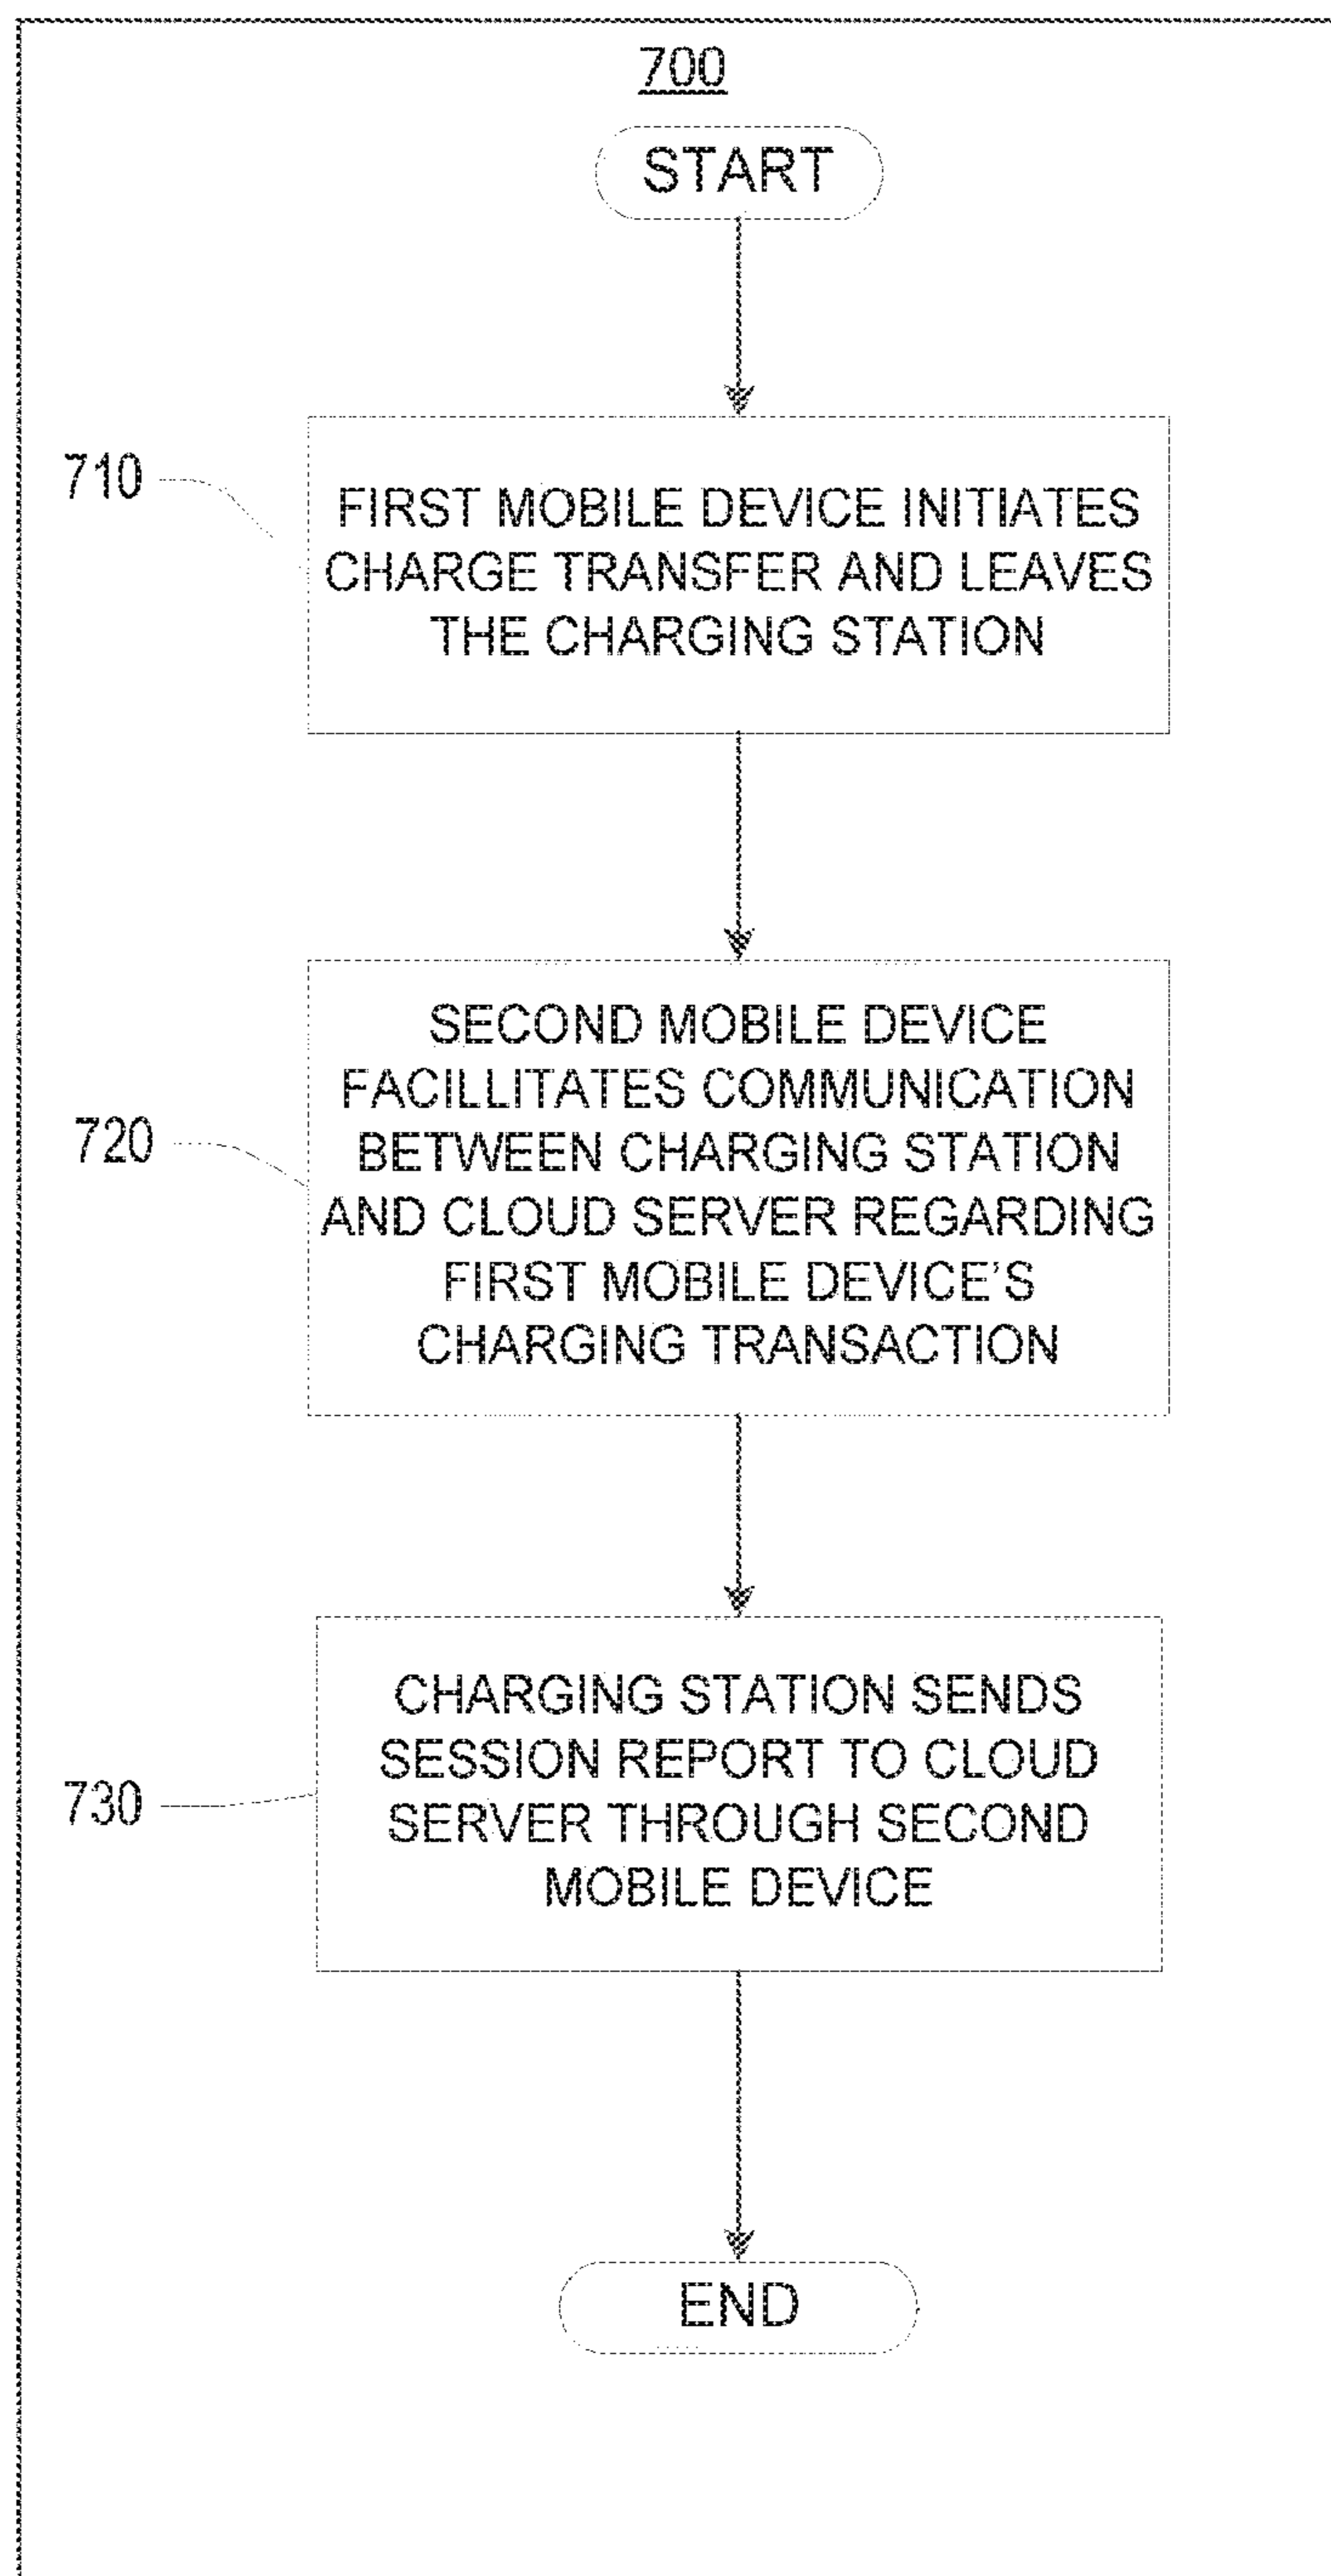 700
START
710
FIRST MOBILE DEVICE INITIATES
CHARGE TRANSFER AND LEAVES
THE CHARGING STATION
720
SECOND MOBILE DEVICE
FACILLITATES COMMUNICATION
BETWEEN CHARGING STATION
AND CLOUD SERVER REGARDING
FIRST MOBILE DEVICE'S
CHARGING TRANSACTION
730
CHARGING STATION SENDS
SESSION REPORT TO CLOUD
SERVER THROUGH SECOND
MOBILE DEVICE
END